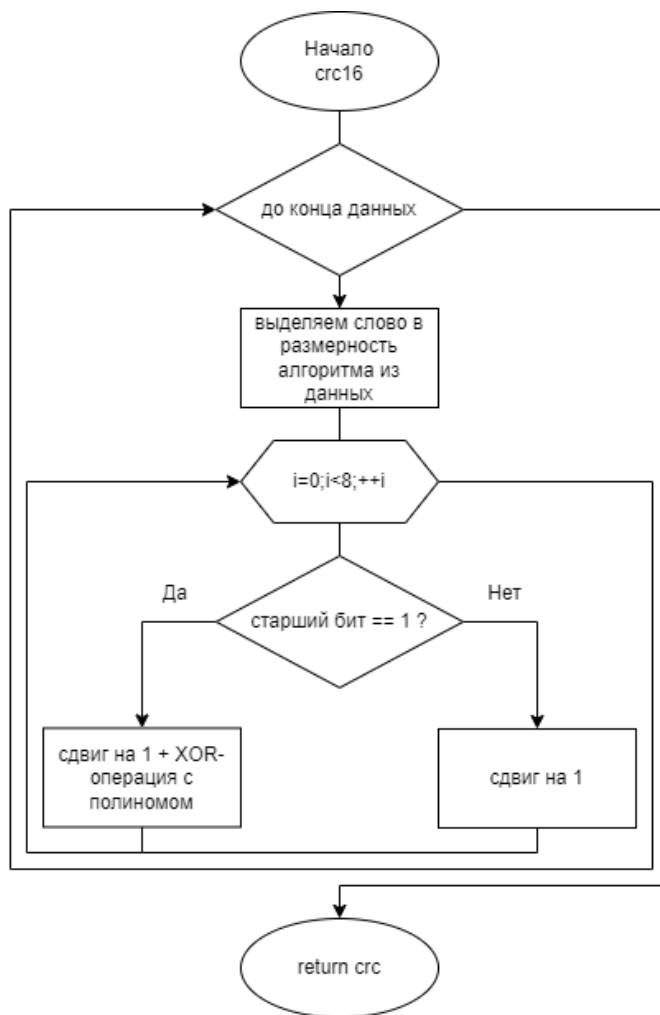 Начало
crc16
до конца данных
выделяем слово в
размерность
алгоритма из
данных
i=0;i<8;++i
Да
Нет
старший бит == 1 ?
сдвиг на 1 + XOR-
операция с
полиномом
сдвиг на 1
return crc